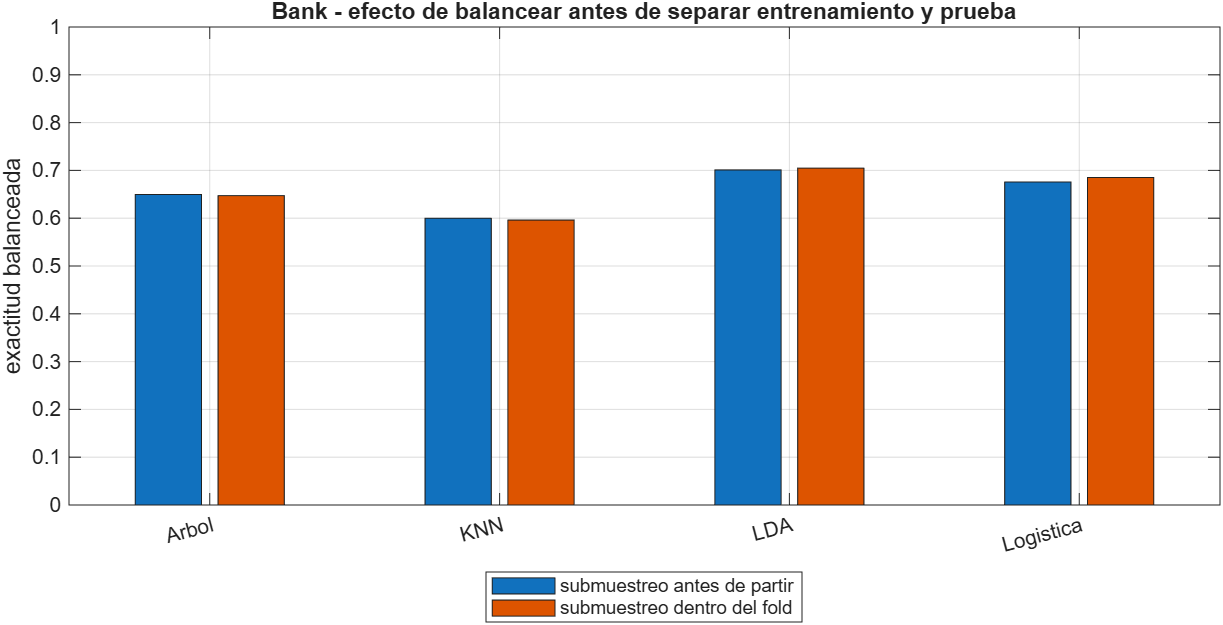 Bank - efecto de balancear antes de separar entrenamiento y prueba
exactitud balanceada
1
0.9
0.8
0.7
0.6
0.5
0.4
0.3
0.2
0.1
0
Arbol
KNN
LDA
Logistica
submuestreo antes de partir
submuestreo dentro del fold